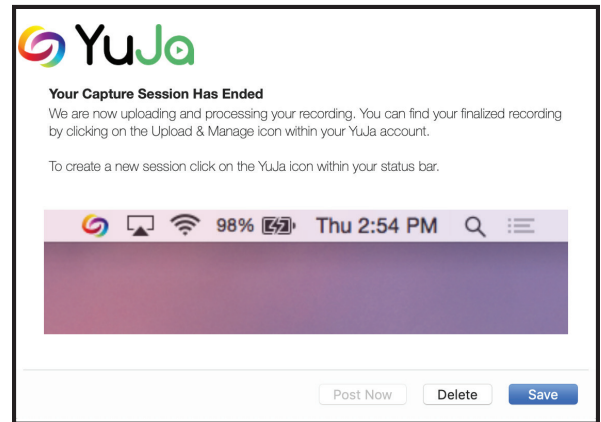 YuJa
Your Capture Session Has Ended
We are now uploading and processing your recording. You can find your finalized recording
by clicking on the Upload & Manage icon within your YuJa account.
To create a new session click on the YuJa icon within your status bar.
98% Thu 2:54 PM
Post Now Delete Save